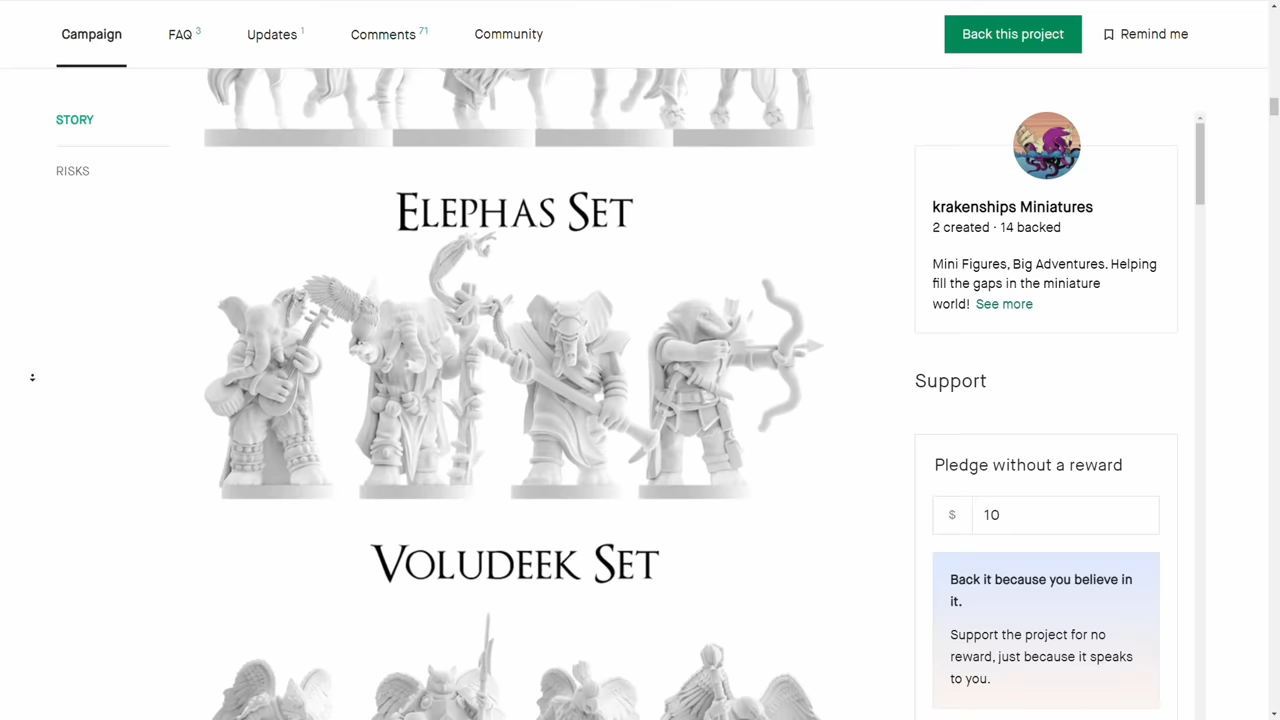 Campaign FAQ 3 Updates 1 Comments 71 Community Back this project Remind me
STORY
RISKS
ELEPHAS SET
VOLUDEEK SET
krakenships Miniatures
2 created · 14 backed
Mini Figures, Big Adventures. Helping
fill the gaps in the miniature
world! See more
Support
Pledge without a reward
$ 10
Back it because you believe in
it.
Support the project for no
reward, just because it speaks
to you.